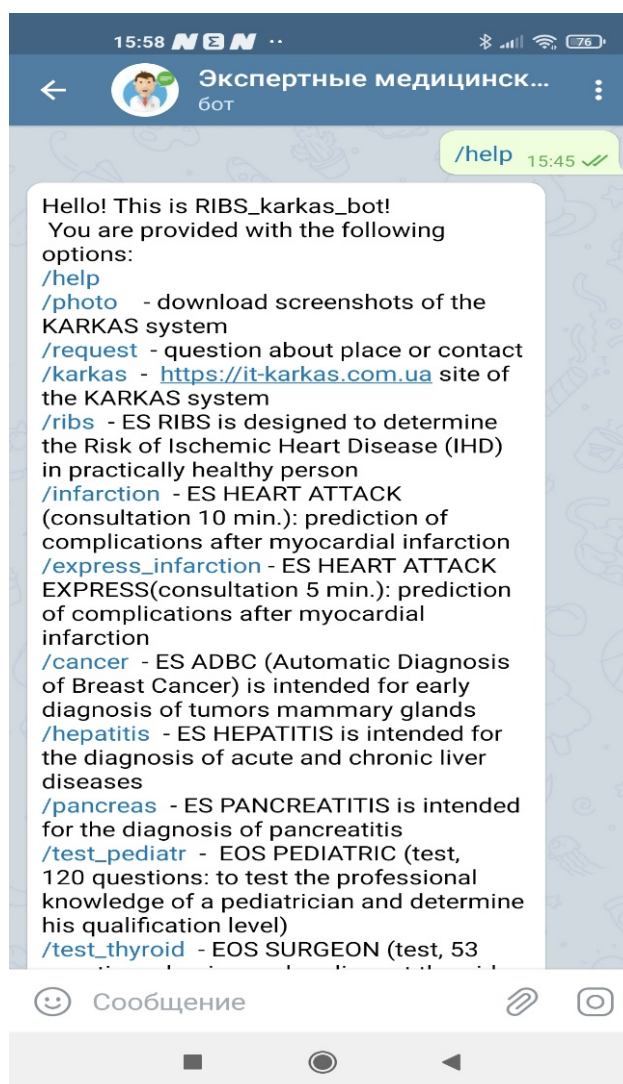 15:58
76
Экспертные медицинск...
бот
/help 15:45
Hello! This is RIBS_karkas_bot!
You are provided with the following
options:
/help
/photo - download screenshots of the
KARKAS system
/request - question about place or contact
/karkas - https://it-karkas.com.ua site of
the KARKAS system
/ribs - ES RIBS is designed to determine
the Risk of Ischemic Heart Disease (IHD)
in practically healthy person
/infarction - ES HEART ATTACK
(consultation 10 min.): prediction of
complications after myocardial infarction
/express_infarction - ES HEART ATTACK
EXPRESS(consultation 5 min.): prediction
of complications after myocardial
infarction
/cancer - ES ADBC (Automatic Diagnosis
of Breast Cancer) is intended for early
diagnosis of tumors mammary glands
/hepatitis - ES HEPATITIS is intended for
the diagnosis of acute and chronic liver
diseases
/pancreas - ES PANCREATITIS is intended
for the diagnosis of pancreatitis
/test_pediatr - EOS PEDIATRIC (test,
120 questions: to test the professional
knowledge of a pediatrician and determine
his qualification level)
/test_thyroid - EOS SURGEON (test, 53
Сообщение